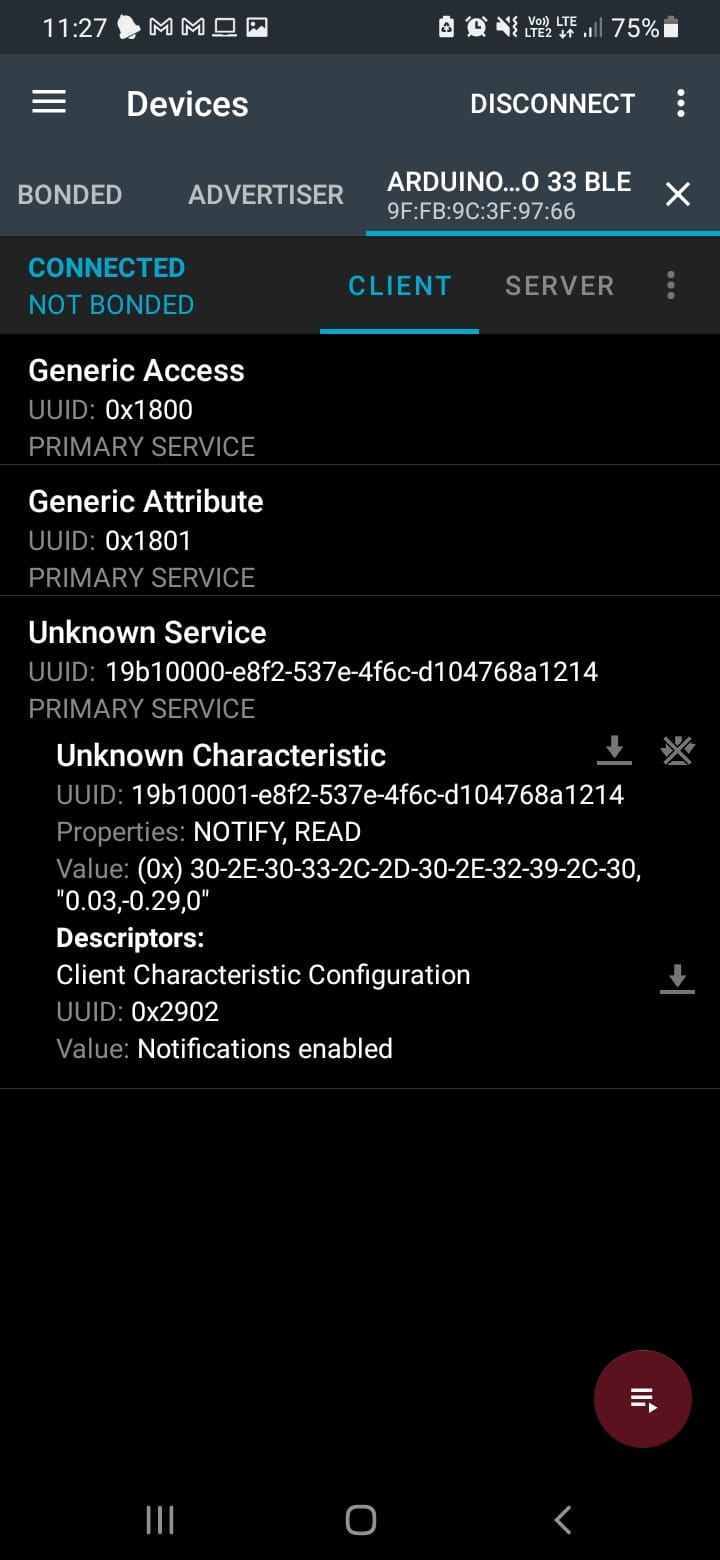 11:27 Vo)) LTE LTE2 75%
Devices DISCONNECT
BONDED ADVERTISER ARDUINO...O 33 BLE
9F:FB:9C:3F:97:66
CONNECTED
NOT BONDED
CLIENT SERVER
Generic Access
UUID: 0x1800
PRIMARY SERVICE
Generic Attribute
UUID: 0x1801
PRIMARY SERVICE
Unknown Service
UUID: 19b10000-e8f2-537e-4f6c-d104768a1214
PRIMARY SERVICE
Unknown Characteristic
UUID: 19b10001-e8f2-537e-4f6c-d104768a1214
Properties: NOTIFY, READ
Value: (0x) 30-2E-30-33-2C-2D-30-2E-32-39-2C-30,
"0.03,-0.29,0"
Descriptors:
Client Characteristic Configuration
UUID: 0x2902
Value: Notifications enabled